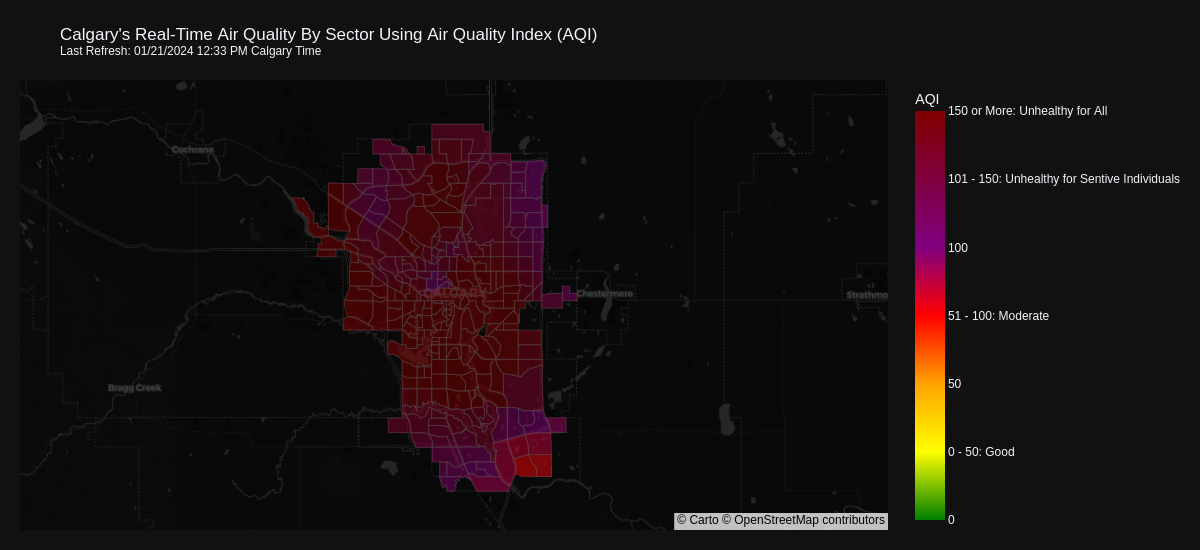 Calgary's Real-Time Air Quality By Sector Using Air Quality Index (AQI)
Last Refresh: 01/21/2024 12:33 PM Calgary Time
AQI
150 or More: Unhealthy for All
101 - 150: Unhealthy for Sentive Individuals
100
51 - 100: Moderate
50
0 - 50: Good
0
Cochrane
CALGARY
Chestermere
Strathmo
Bragg Creek
© Carto © OpenStreetMap contributors